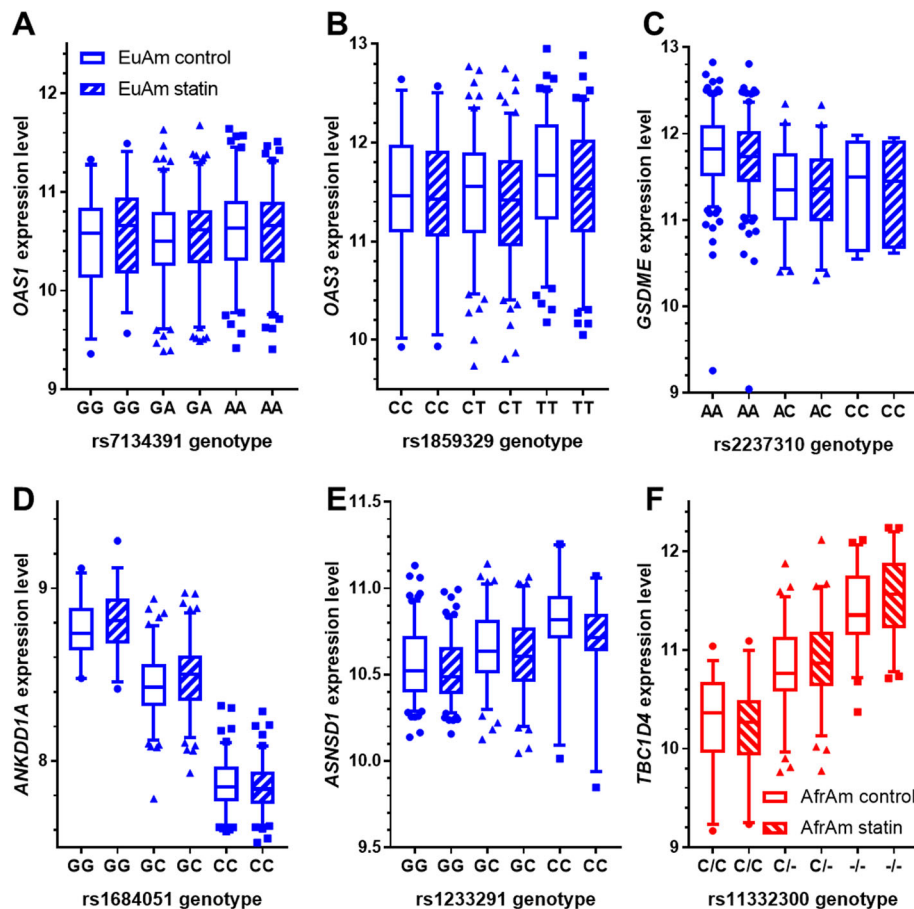 A
EuAm control
EuAm statin
OAS1 expression level
12
11
10
9
GG GG GA GA AA AA
rs7134391 genotype
B
OAS3 expression level
13
12
11
10
CC CC CT CT TT TT
rs1859329 genotype
C
GSDME expression level
13
12
11
10
9
AA AA AC AC CC CC
rs2237310 genotype
D
ANKDD1A expression level
9
8
GG GG GC GC CC CC
rs1684051 genotype
E
ASNSD1 expression level
11.5
11.0
10.5
10.0
9.5
GG GG GC GC CC CC
rs1233291 genotype
F
TBC1D4 expression level
12
11
10
9
AfrAm control
AfrAm statin
C/C C/C C/- C/- -/- -/-
rs11332300 genotype